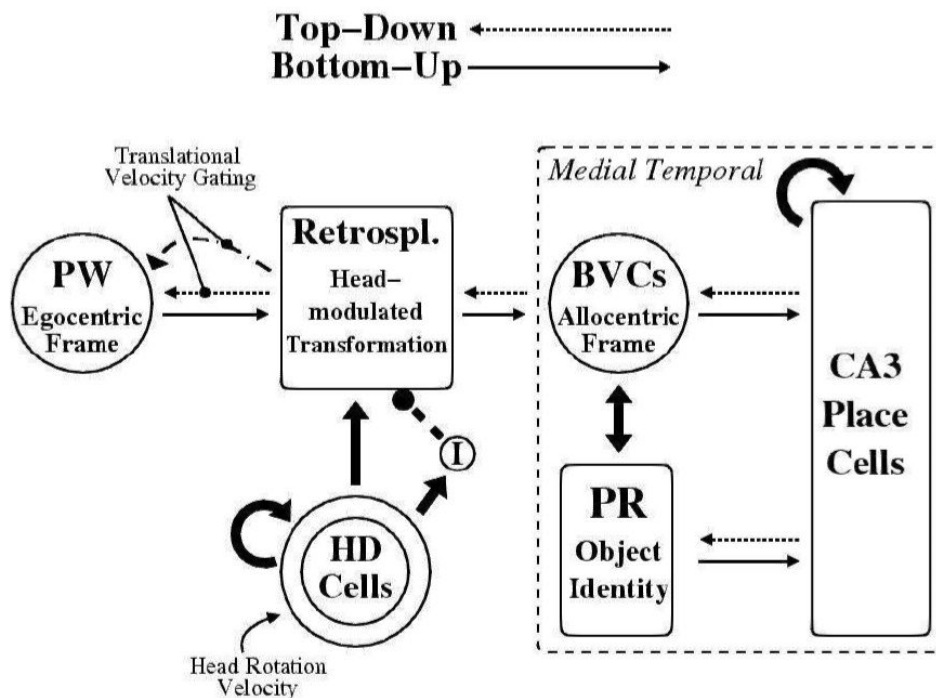 Top–Down
Bottom–Up
Translational
Velocity Gating
Medial Temporal
PW
Egocentric
Frame
Retrospl.
Head–
modulated
Transformation
BVCs
Allocentric
Frame
CA3
Place
Cells
I
HD
Cells
PR
Object
Identity
Head Rotation
Velocity